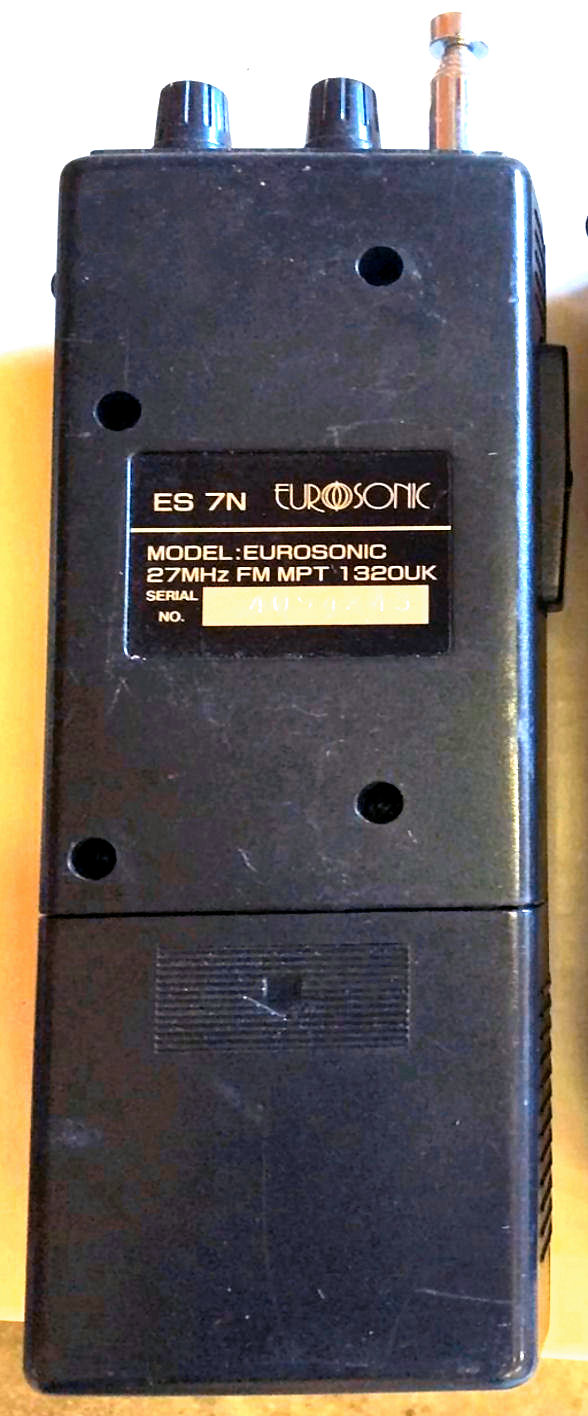 ES 7N EUROSONIC
MODEL:EUROSONIC
27MHz FM MPT 1320UK
SERIAL
NO.